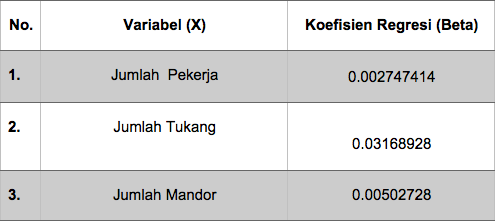 No. Variabel (X) Koefisien Regresi (Beta)
1. Jumlah Pekerja 0.002747414
2. Jumlah Tukang 0.03168928
3. Jumlah Mandor 0.00502728